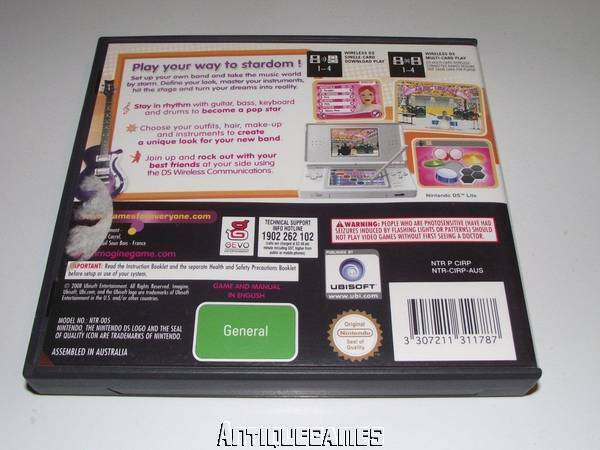 Play your way to stardom !
Set up your own band and take the music world
by storm. Define your look, master your instruments,
hit the stage and turn your dreams into reality.
Stay in rhythm with guitar, bass, keyboard
and drums to become a pop star
Choose your outfits, hair, make-up
and instruments to create
a unique look for your new band
Join up and rock out with your
best friends at your side using
the DS Wireless Communications.
WIRELESS DS
SINGLE-CARD
DOWNLOAD PLAY
1-4
WIRELESS DS
MULTI-CARD PLAY
1-4
Nintendo DS Lite
www.gamesforeveryone.com
Sous Bois - France
imaginegame.com
GEVO
TECHNICAL SUPPORT
INFO HOTLINE
1902 262 102
WARNING: PEOPLE WHO ARE PHOTOSENSITIVE (HAVE HAD
SEIZURES INDUCED BY FLASHING LIGHTS OR PATTERNS) SHOULD
NOT PLAY VIDEO GAMES WITHOUT FIRST SEEING A DOCTOR.
IMPORTANT: Read the Instruction Booklet and the separate Health and Safety Precautions Booklet
before setup or use of your system.
© 2008 Ubisoft Entertainment. All Rights Reserved. Imagine,
Ubisoft, Ubi.com, and the Ubisoft logo are trademarks of Ubisoft
Entertainment in the U.S. and/or other countries.
GAME AND MANUAL
IN ENGLISH
PUBLISHED BY
UBISOFT
www.ubi.com
NTR P CIRP
NTR-CIRP-AUS
MODEL NO.: NTR-005
NINTENDO, THE NINTENDO DS LOGO AND THE SEAL
OF QUALITY ICON ARE TRADEMARKS OF NINTENDO.
ASSEMBLED IN AUSTRALIA
General
Original
Nintendo
Seal of
Quality
3 307211 311787
ANTIQUEGAMES